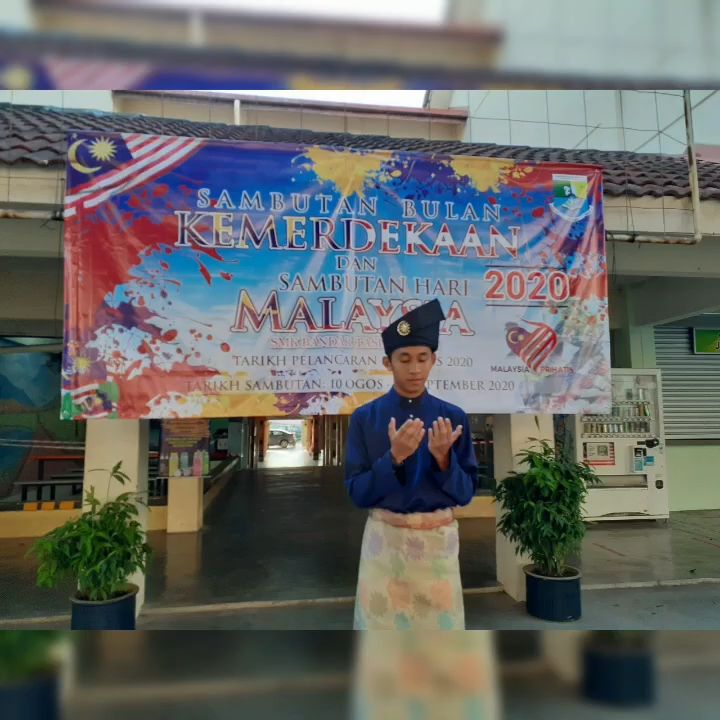 SAMBUTAN BULAN
KEMERDEKAAN
DAN
SAMBUTAN HARI
2020
MALAYSIA
TARIKH PELANCARAN
2020
MALAYSIA PRIHATIN
TARIKH SAMBUTAN: 10 OGOS - SEPTEMBER 2020